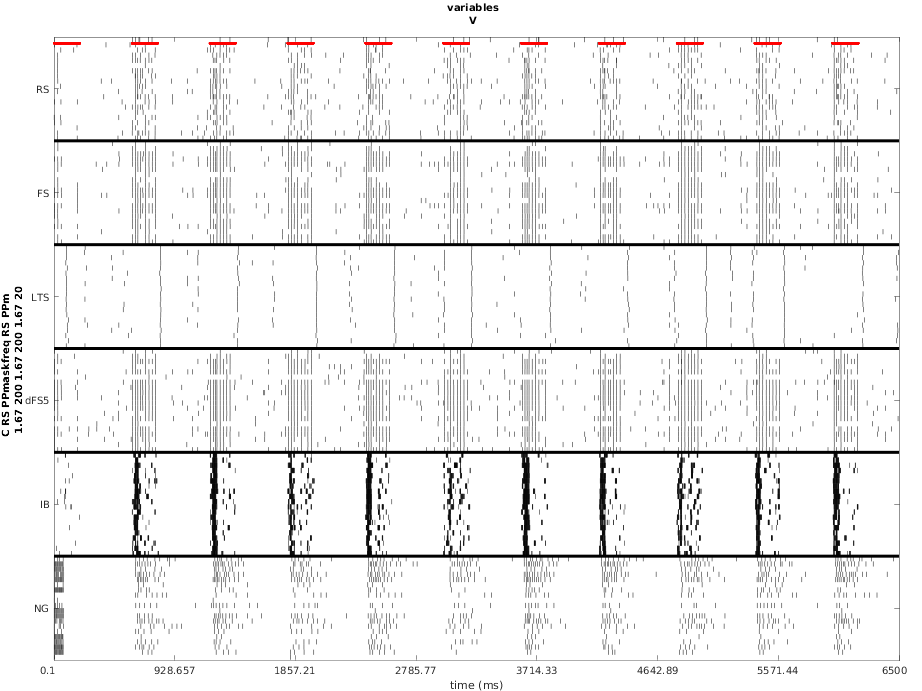 variables
V
RS
FS
LTS
dFS5
IB
NG
C RS PPmaskfreq RS PPm
1.67 200 1.67 200 1.67 20
0.1 928.657 1857.21 2785.77 3714.33 4642.89 5571.44 6500
time (ms)